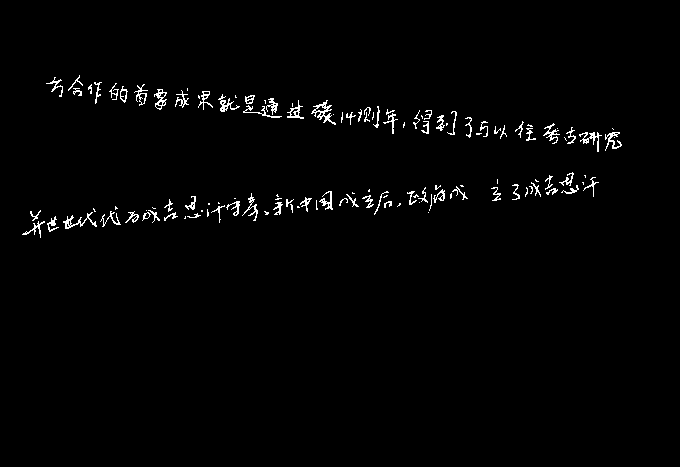 方合作的首要成果就是通过碳14测年,得到了与以往考古研究
并世世代代为成吉思汗守孝。新中国成立后,政府成立了成吉思汗